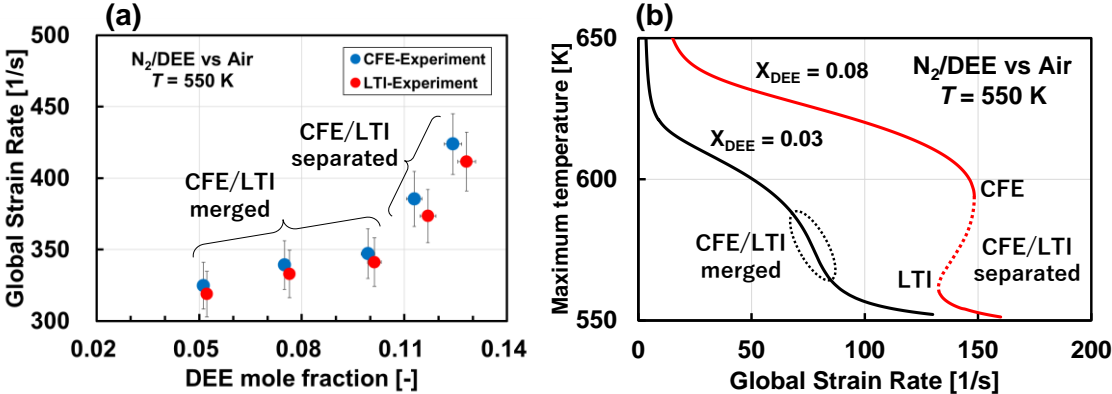 (a)
500
450
400
350
300
Global Strain Rate [1/s]
N₂/DEE vs Air
T = 550 K
CFE-Experiment
LTI-Experiment
CFE/LTI
separated
CFE/LTI
merged
0.02
0.05
0.08
0.11
0.14
DEE mole fraction [-]
(b)
650
600
550
Maximum temperature [K]
X_DEE = 0.08
N₂/DEE vs Air
T = 550 K
X_DEE = 0.03
CFE
CFE/LTI
merged
LTI
CFE/LTI
separated
0
50
100
150
200
Global Strain Rate [1/s]